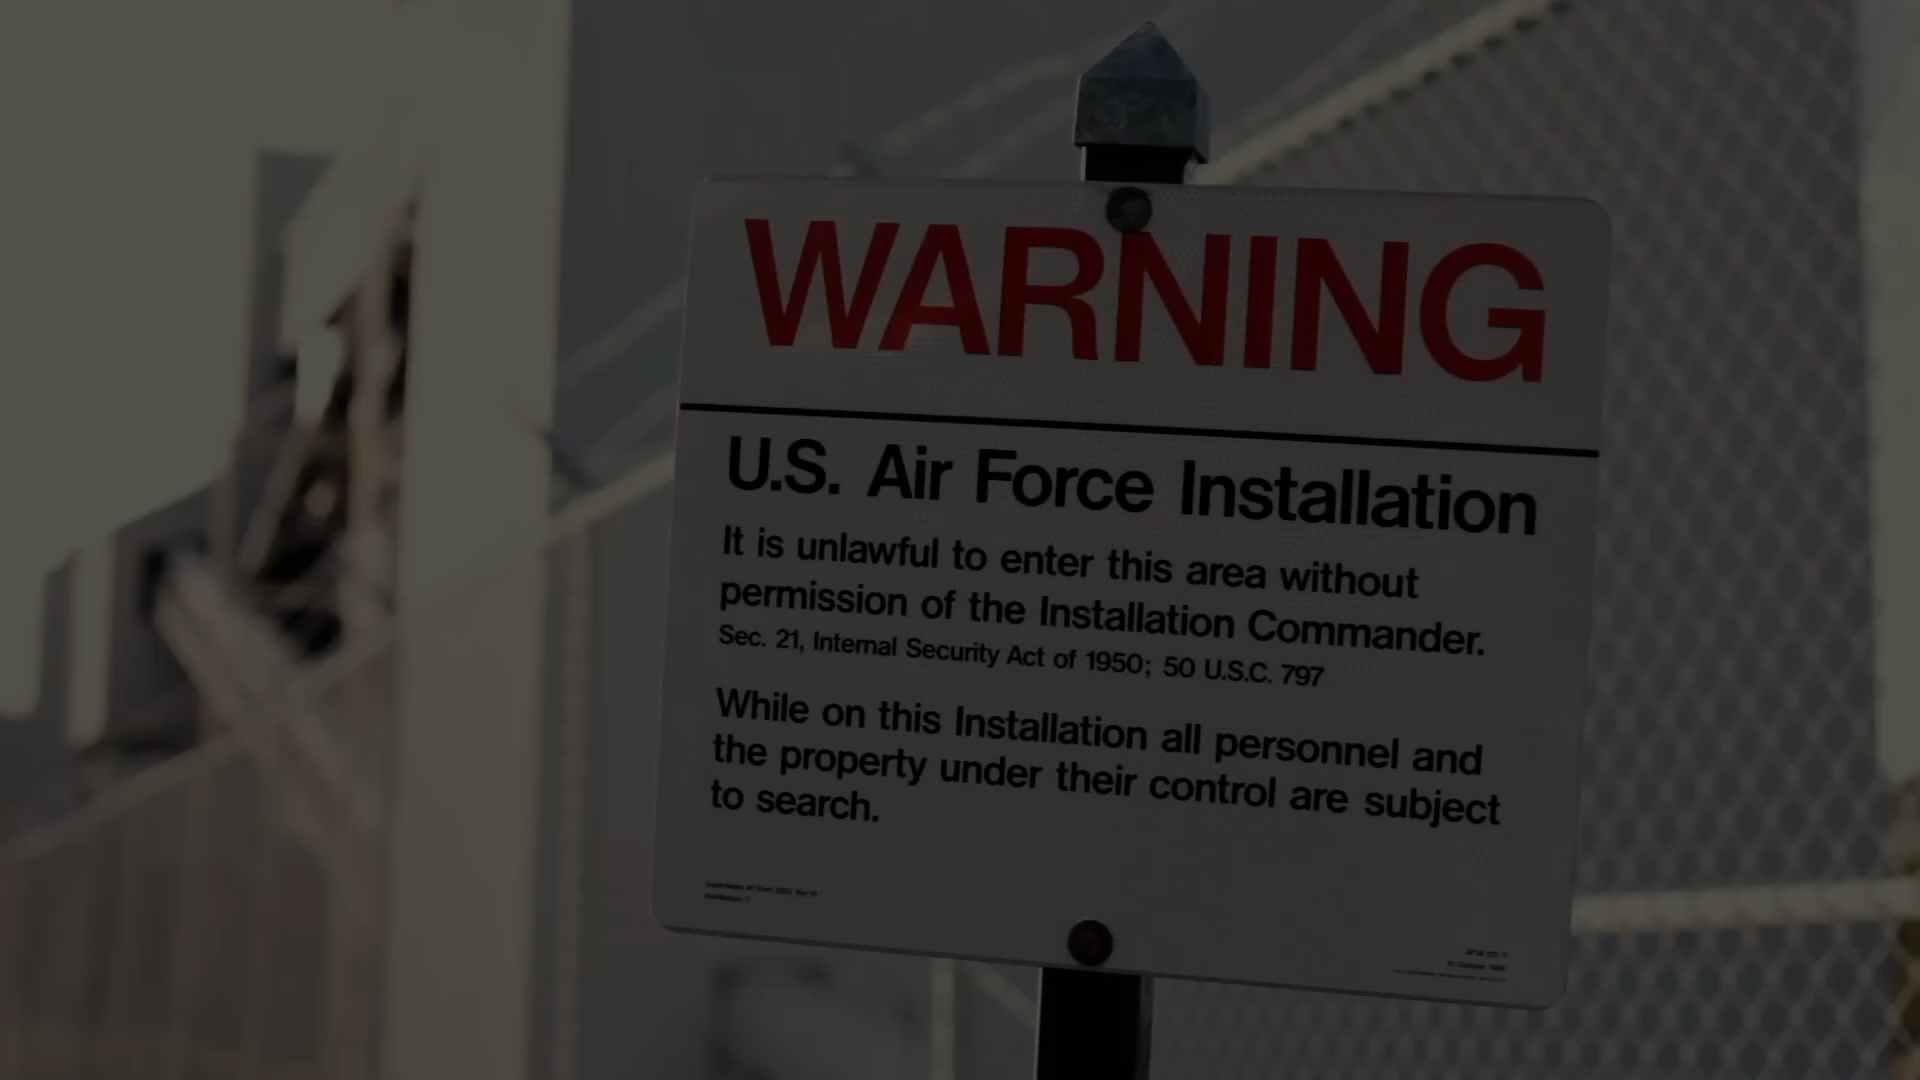 WARNING
U.S. Air Force Installation
It is unlawful to enter this area without
permission of the Installation Commander.
Sec. 21, Internal Security Act of 1950; 50 U.S.C. 797
While on this Installation all personnel and
the property under their control are subject
to search.